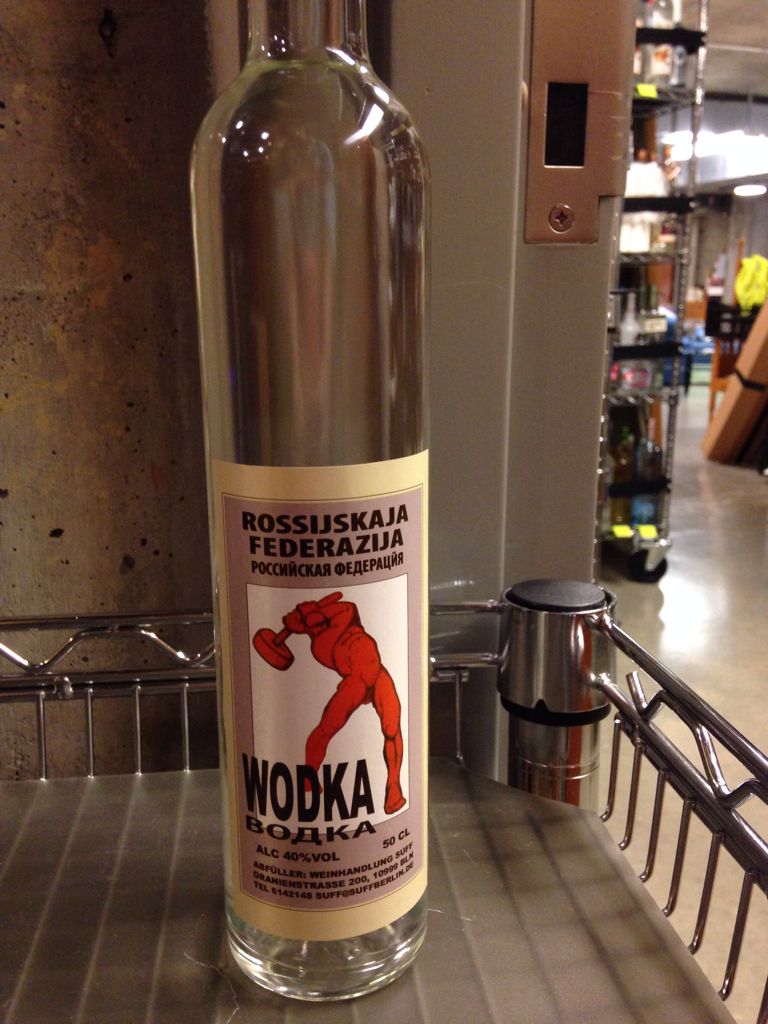 ROSSIJSKAJA
FEDERAZIJA
РОССИЙСКАЯ ФЕДЕРАЦЙЯ
WODKA
ВОДКА
ALC 40%VOL 50 CL
ABFÜLLER: WEINHANDLUNG SUFF
ORANIENSTRASSE 200, 10999 BLN
TEL 6142148 SUFF@SUFFBERLIN.DE